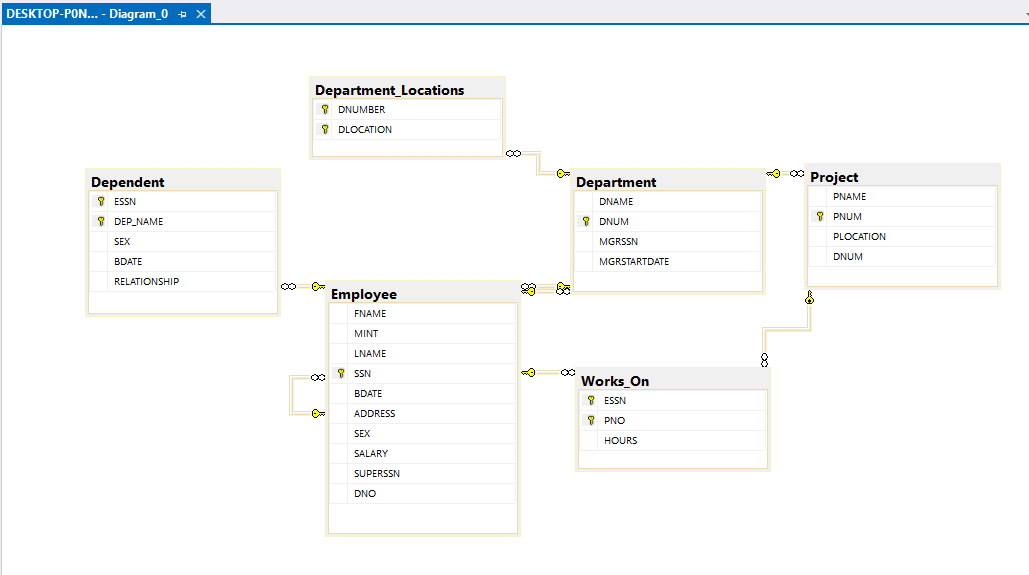 DESKTOP-P0N... - Diagram_0
Department_Locations
DNUMBER
DLOCATION
Dependent
ESSN
DEP_NAME
SEX
BDATE
RELATIONSHIP
Department
DNAME
DNUM
MGRSSN
MGRSTARTDATE
Project
PNAME
PNUM
PLOCATION
DNUM
Employee
FNAME
MINT
LNAME
SSN
BDATE
ADDRESS
SEX
SALARY
SUPERSSN
DNO
Works_On
ESSN
PNO
HOURS